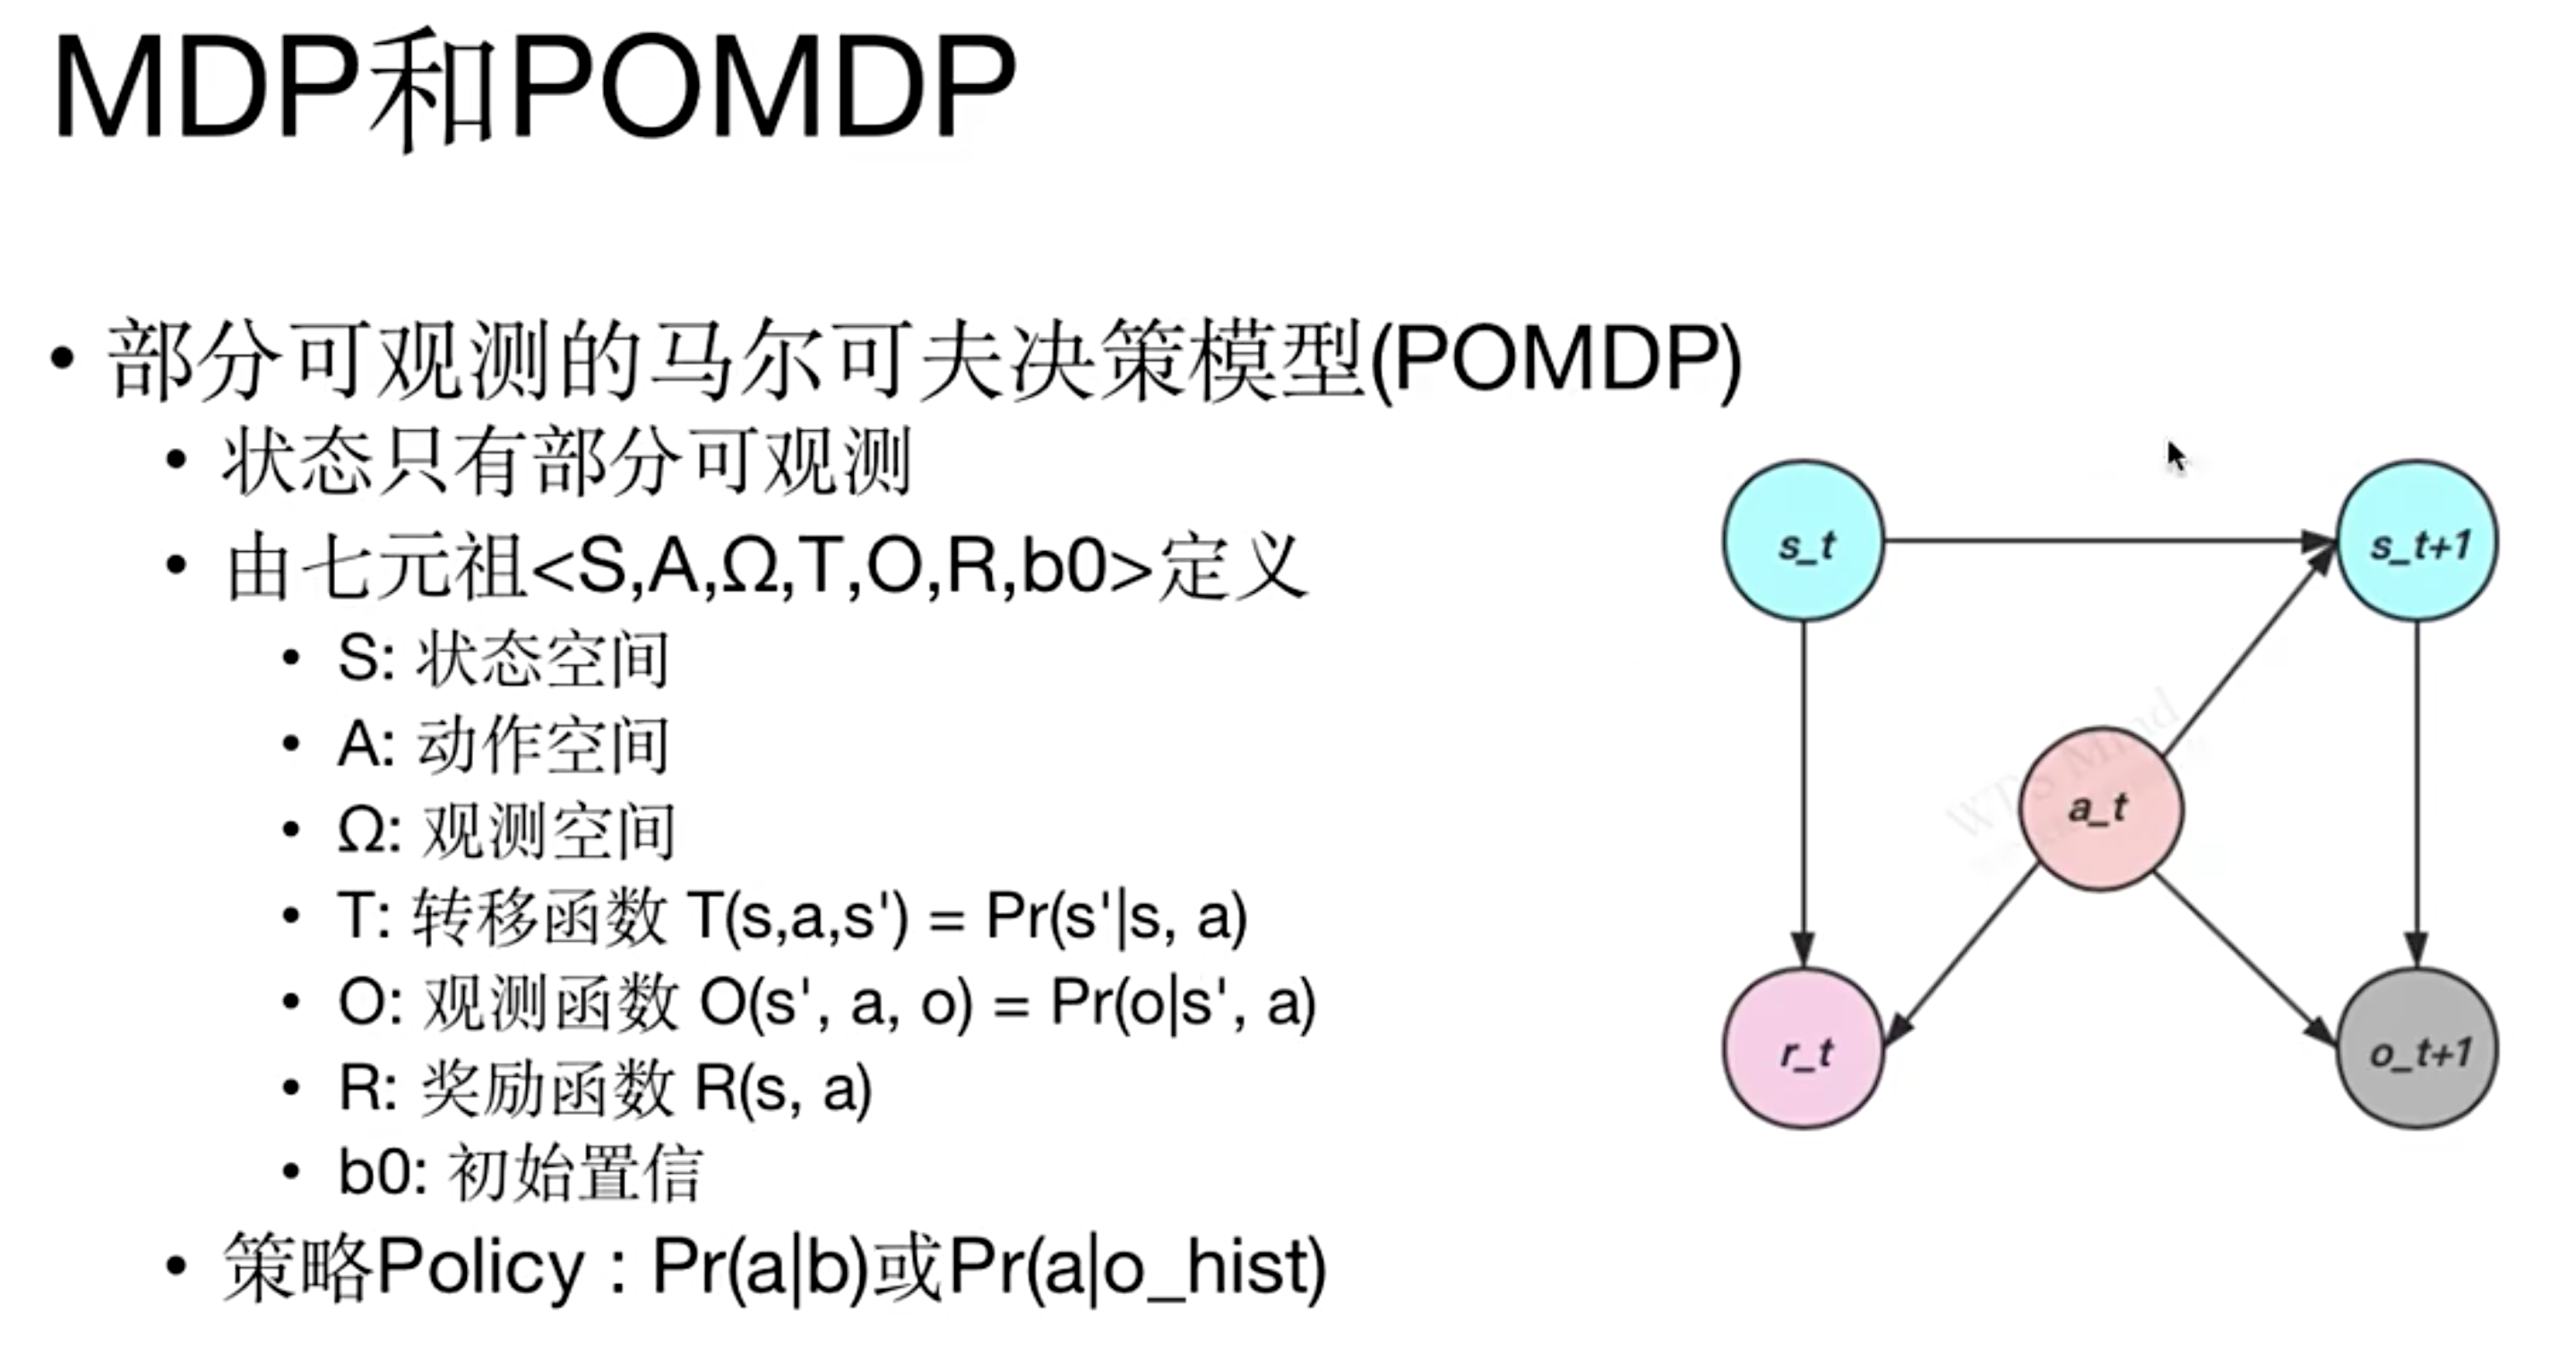 MDP和POMDP
• 部分可观测的马尔可夫决策模型(POMDP)
• 状态只有部分可观测
• 由七元祖<S,A,Ω,T,O,R,b0>定义
• S: 状态空间
• A: 动作空间
• Ω: 观测空间
• T: 转移函数 T(s,a,s') = Pr(s'|s, a)
• O: 观测函数 O(s', a, o) = Pr(o|s', a)
• R: 奖励函数 R(s, a)
• b0: 初始置信
• 策略Policy : Pr(a|b)或Pr(a|o_hist)
s_t
s_t+1
a_t
r_t
o_t+1